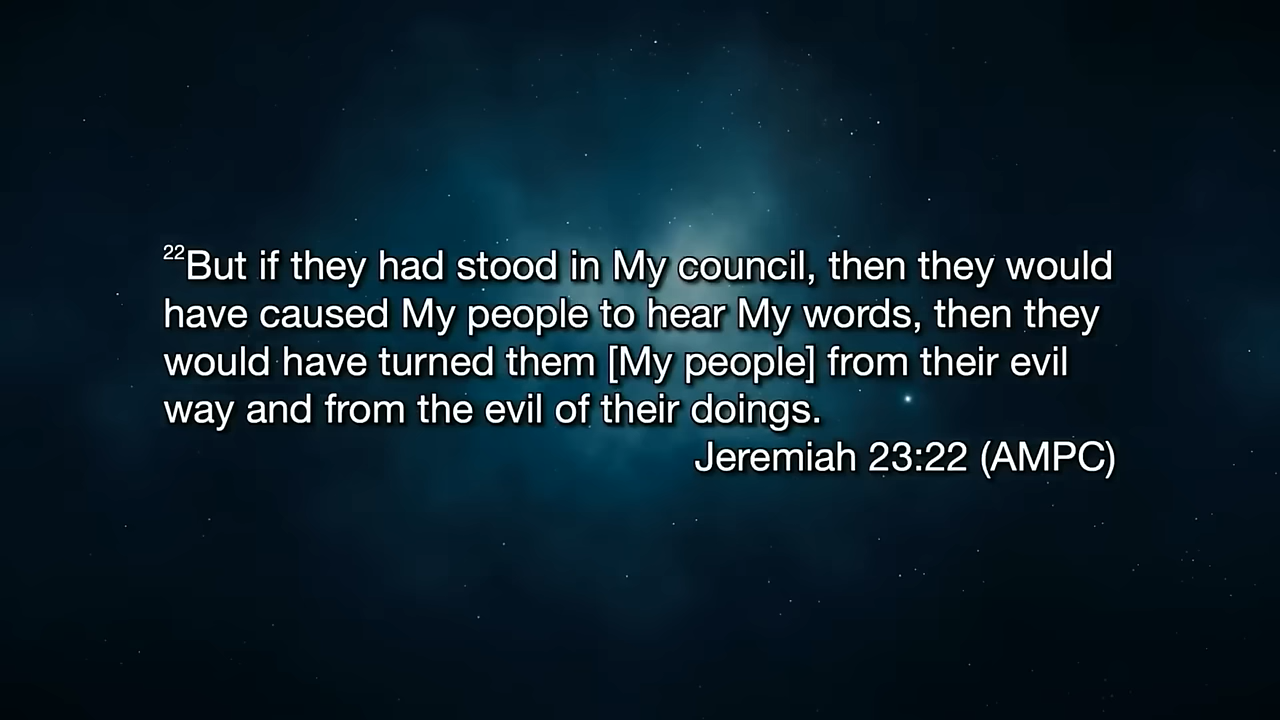 22But if they had stood in My council, then they would
have caused My people to hear My words, then they
would have turned them [My people] from their evil
way and from the evil of their doings.
Jeremiah 23:22 (AMPC)